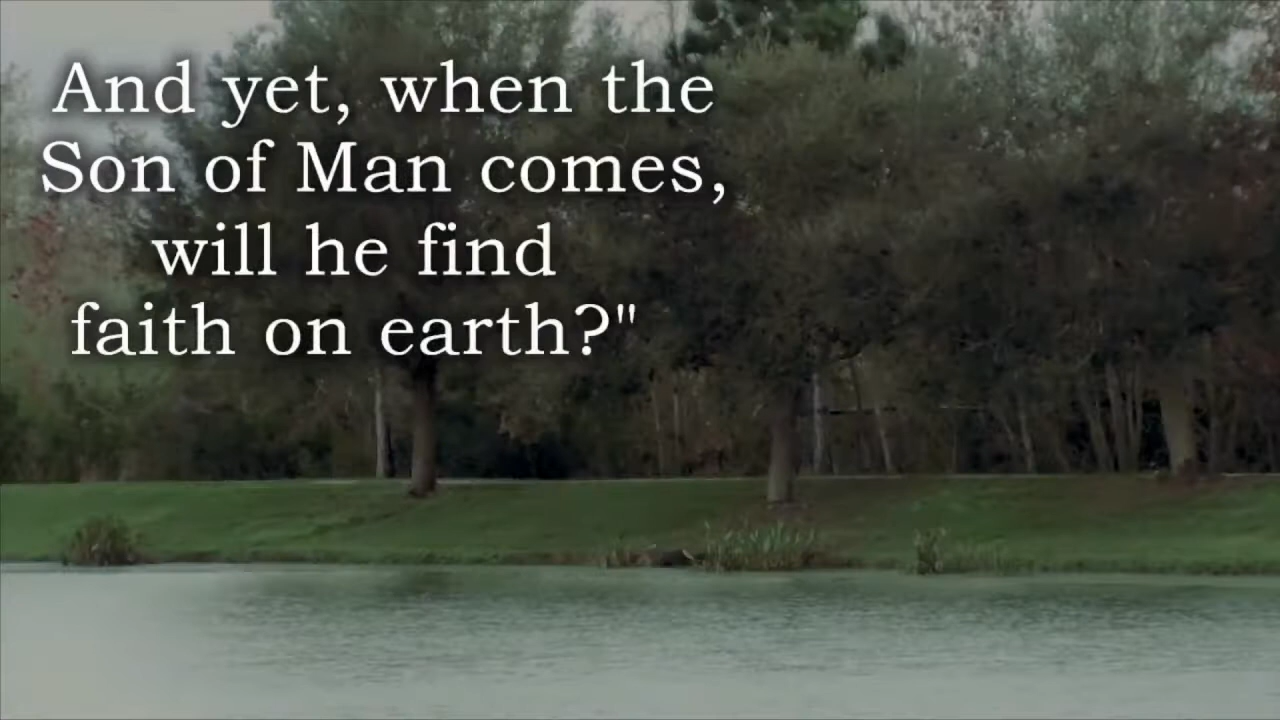 And yet, when the
Son of Man comes,
will he find
faith on earth?"